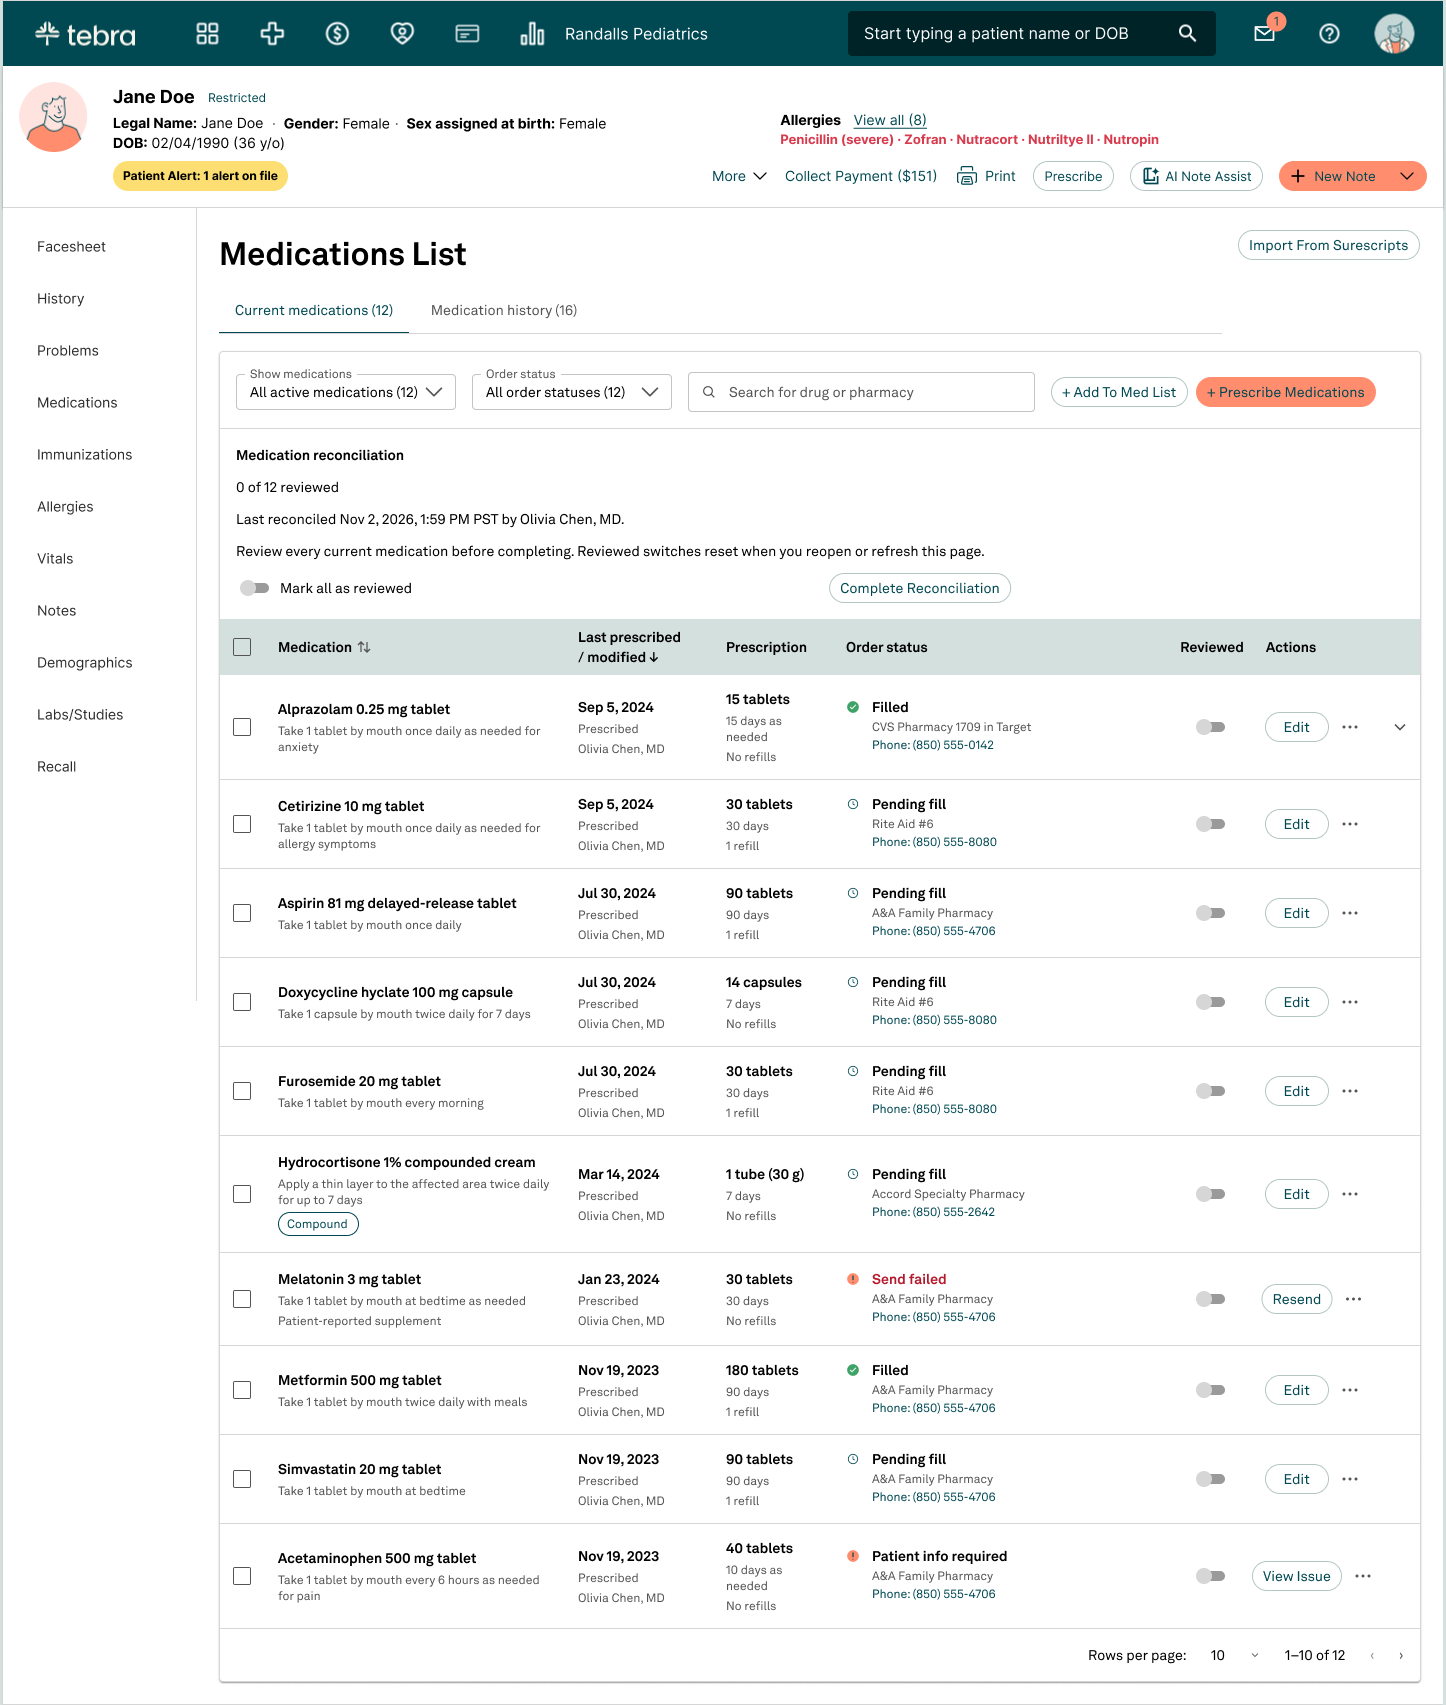 tebra
Randalls Pediatrics
Start typing a patient name or DOB
1
Jane Doe Restricted
Legal Name: Jane Doe · Gender: Female · Sex assigned at birth: Female
DOB: 02/04/1990 (36 y/o)
Patient Alert: 1 alert on file
Allergies View all (8)
Penicillin (severe) · Zofran · Nutracort · Nutriltye II · Nutropin
More Collect Payment ($151) Print Prescribe AI Note Assist + New Note
Facesheet
History
Problems
Medications
Immunizations
Allergies
Vitals
Notes
Demographics
Labs/Studies
Recall
Medications List
Import From Surescripts
Current medications (12) Medication history (16)
Show medications
All active medications (12)
Order status
All order statuses (12)
Search for drug or pharmacy
+ Add To Med List
+ Prescribe Medications
Medication reconciliation
0 of 12 reviewed
Last reconciled Nov 2, 2026, 1:59 PM PST by Olivia Chen, MD.
Review every current medication before completing. Reviewed switches reset when you reopen or refresh this page.
Mark all as reviewed
Complete Reconciliation
Medication
Last prescribed
/ modified
Prescription
Order status
Reviewed
Actions
Alprazolam 0.25 mg tablet
Take 1 tablet by mouth once daily as needed for
anxiety
Sep 5, 2024
Prescribed
Olivia Chen, MD
15 tablets
15 days as
needed
No refills
Filled
CVS Pharmacy 1709 in Target
Phone: (850) 555-0142
Edit
Cetirizine 10 mg tablet
Take 1 tablet by mouth once daily as needed for
allergy symptoms
Sep 5, 2024
Prescribed
Olivia Chen, MD
30 tablets
30 days
1 refill
Pending fill
Rite Aid #6
Phone: (850) 555-8080
Edit
Aspirin 81 mg delayed-release tablet
Take 1 tablet by mouth once daily
Jul 30, 2024
Prescribed
Olivia Chen, MD
90 tablets
90 days
1 refill
Pending fill
A&A Family Pharmacy
Phone: (850) 555-4706
Edit
Doxycycline hyclate 100 mg capsule
Take 1 capsule by mouth twice daily for 7 days
Jul 30, 2024
Prescribed
Olivia Chen, MD
14 capsules
7 days
No refills
Pending fill
Rite Aid #6
Phone: (850) 555-8080
Edit
Furosemide 20 mg tablet
Take 1 tablet by mouth every morning
Jul 30, 2024
Prescribed
Olivia Chen, MD
30 tablets
30 days
1 refill
Pending fill
Rite Aid #6
Phone: (850) 555-8080
Edit
Hydrocortisone 1% compounded cream
Apply a thin layer to the affected area twice daily
for up to 7 days
Compound
Mar 14, 2024
Prescribed
Olivia Chen, MD
1 tube (30 g)
7 days
No refills
Pending fill
Accord Specialty Pharmacy
Phone: (850) 555-2642
Edit
Melatonin 3 mg tablet
Take 1 tablet by mouth at bedtime as needed
Patient-reported supplement
Jan 23, 2024
Prescribed
Olivia Chen, MD
30 tablets
30 days
No refills
Send failed
A&A Family Pharmacy
Phone: (850) 555-4706
Resend
Metformin 500 mg tablet
Take 1 tablet by mouth twice daily with meals
Nov 19, 2023
Prescribed
Olivia Chen, MD
180 tablets
90 days
1 refill
Filled
A&A Family Pharmacy
Phone: (850) 555-4706
Edit
Simvastatin 20 mg tablet
Take 1 tablet by mouth at bedtime
Nov 19, 2023
Prescribed
Olivia Chen, MD
90 tablets
90 days
1 refill
Pending fill
A&A Family Pharmacy
Phone: (850) 555-4706
Edit
Acetaminophen 500 mg tablet
Take 1 tablet by mouth every 6 hours as needed
for pain
Nov 19, 2023
Prescribed
Olivia Chen, MD
40 tablets
10 days as
needed
No refills
Patient info required
A&A Family Pharmacy
Phone: (850) 555-4706
View Issue
Rows per page: 10 1–10 of 12